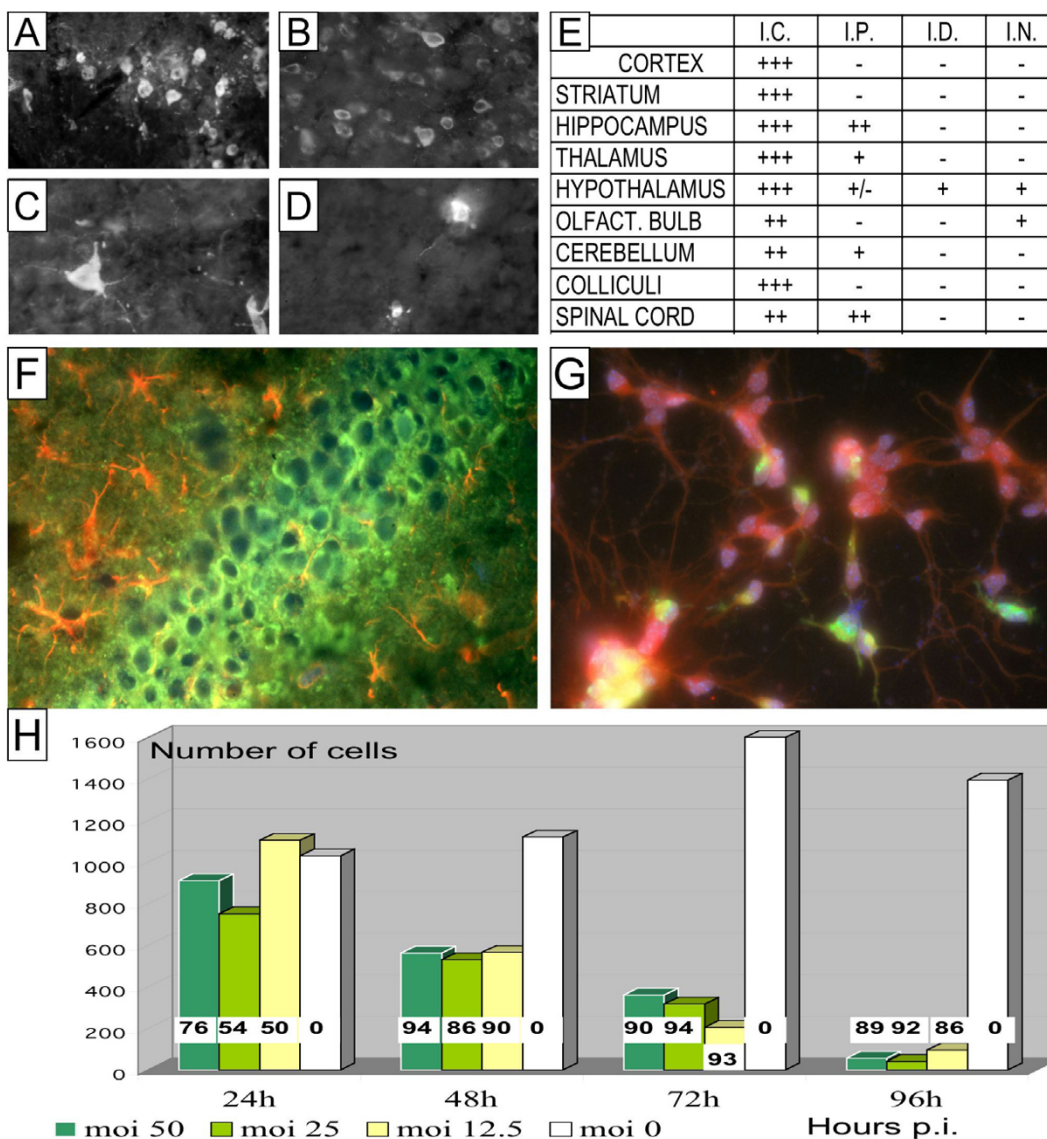 A
B
E I.C. I.P. I.D. I.N.
CORTEX +++ - - -
STRIATUM +++ - - -
HIPPOCAMPUS +++ ++ - -
THALAMUS +++ + - -
HYPOTHALAMUS +++ +/- + +
OLFACT. BULB ++ - - +
CEREBELLUM ++ + - -
COLLICULI +++ - - -
SPINAL CORD ++ ++ - -
C
D
F
G
H
Number of cells
1600
1400
1200
1000
800
600
400
200
0
76 54 50 0
94 86 90 0
90 94 0
93
89 92 86 0
24h 48h 72h 96h
Hours p.i.
moi 50 moi 25 moi 12.5 moi 0